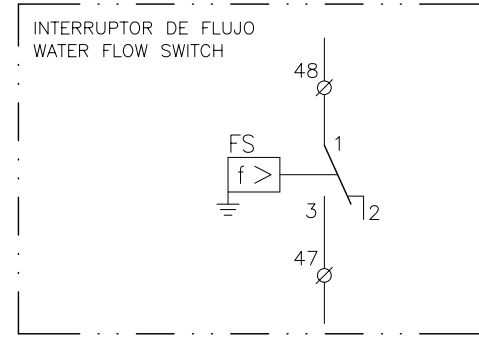 INTERRUPTOR DE FLUJO
WATER FLOW SWITCH
48
1
FS
f >
3
2
47